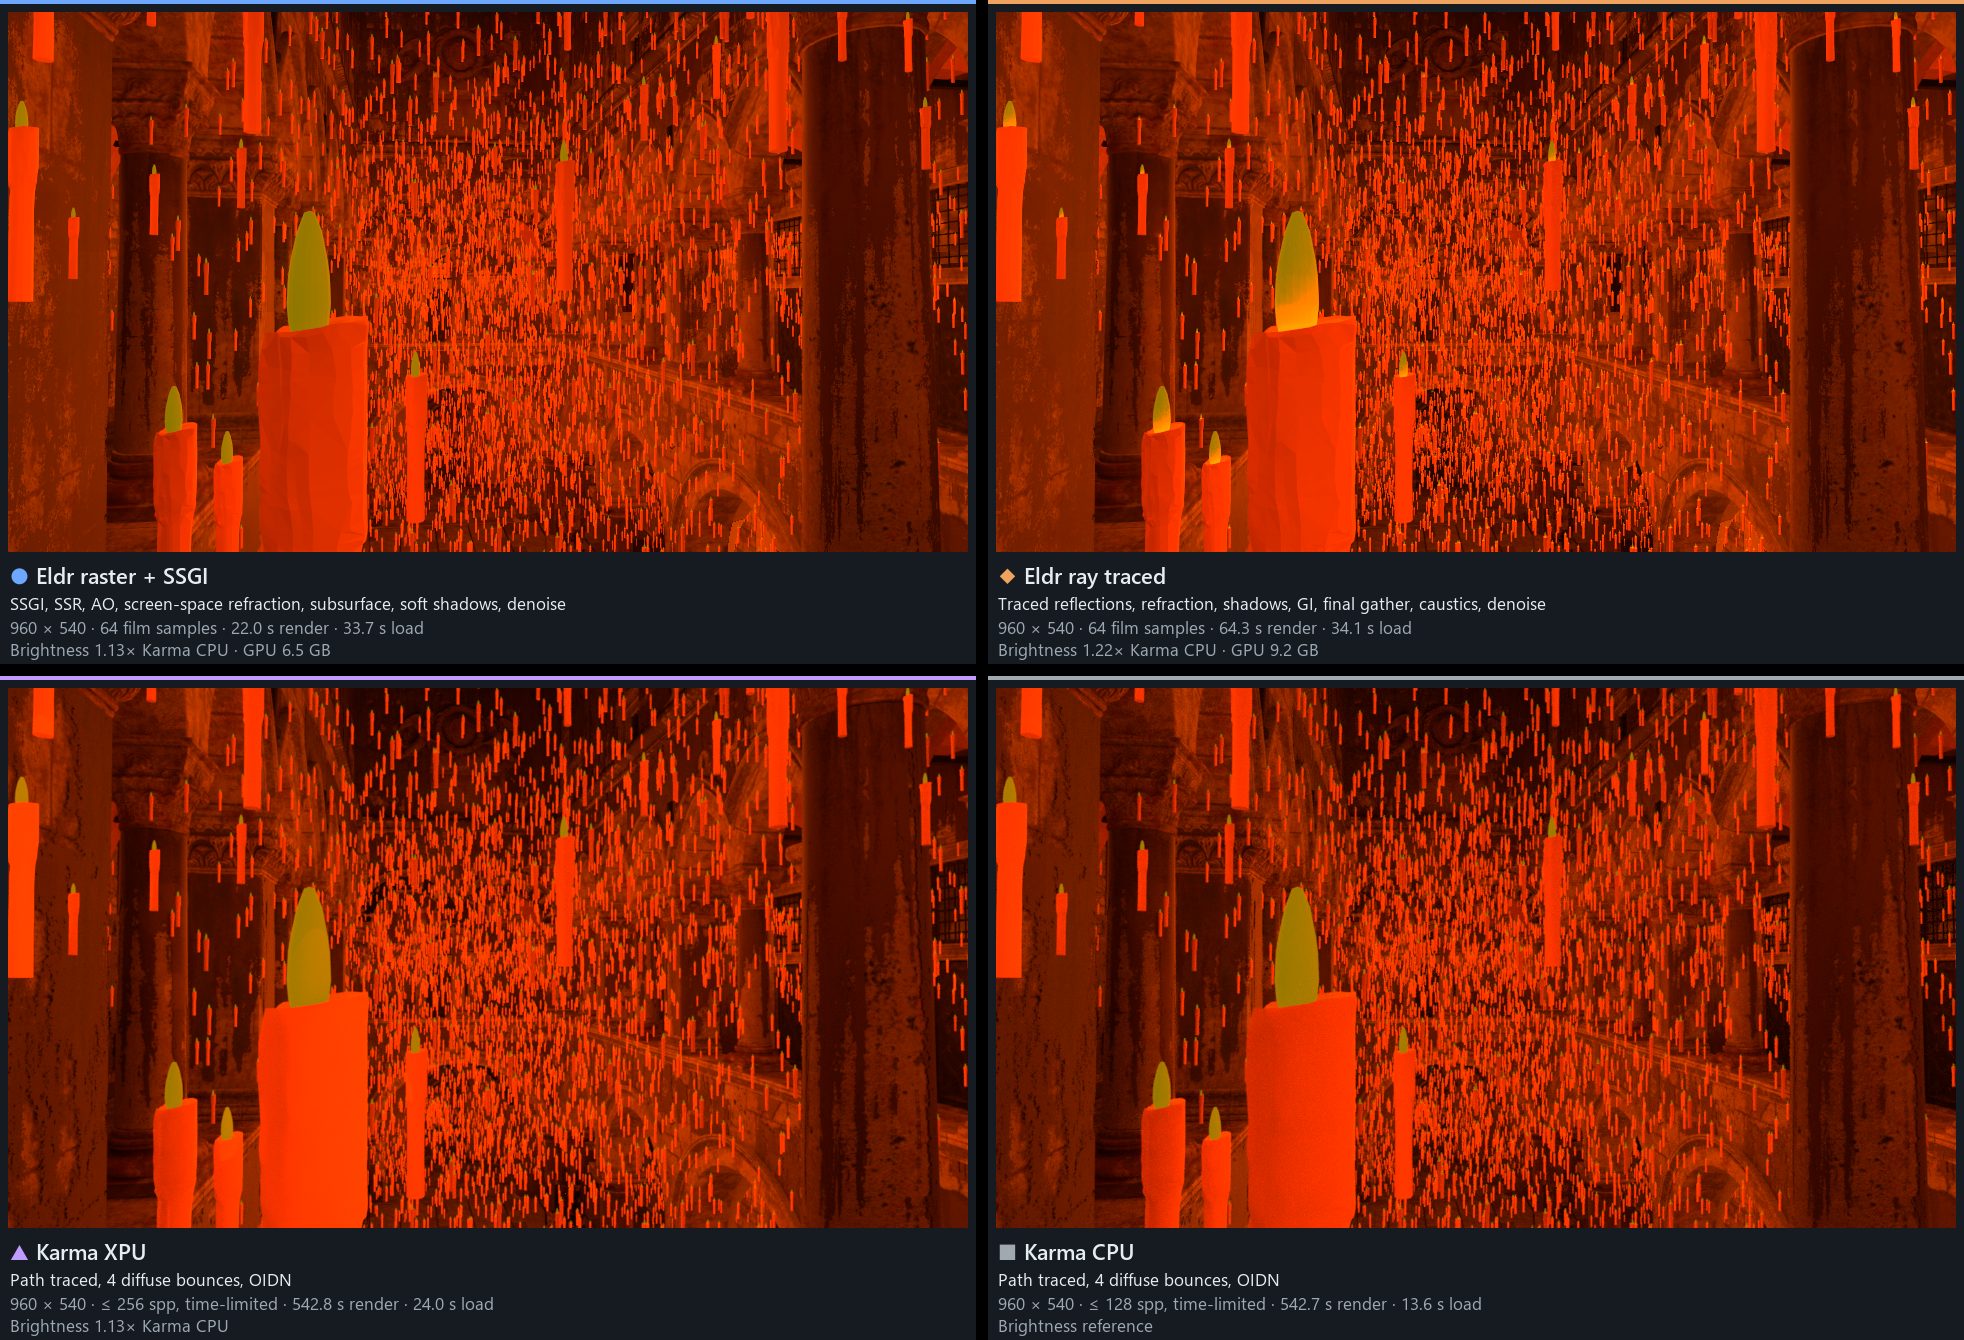 Eldr raster + SSGI
SSGI, SSR, AO, screen-space refraction, subsurface, soft shadows, denoise
960 × 540 · 64 film samples · 22.0 s render · 33.7 s load
Brightness 1.13× Karma CPU · GPU 6.5 GB
Eldr ray traced
Traced reflections, refraction, shadows, GI, final gather, caustics, denoise
960 × 540 · 64 film samples · 64.3 s render · 34.1 s load
Brightness 1.22× Karma CPU · GPU 9.2 GB
Karma XPU
Path traced, 4 diffuse bounces, OIDN
960 × 540 · ≤ 256 spp, time-limited · 542.8 s render · 24.0 s load
Brightness 1.13× Karma CPU
Karma CPU
Path traced, 4 diffuse bounces, OIDN
960 × 540 · ≤ 128 spp, time-limited · 542.7 s render · 13.6 s load
Brightness reference